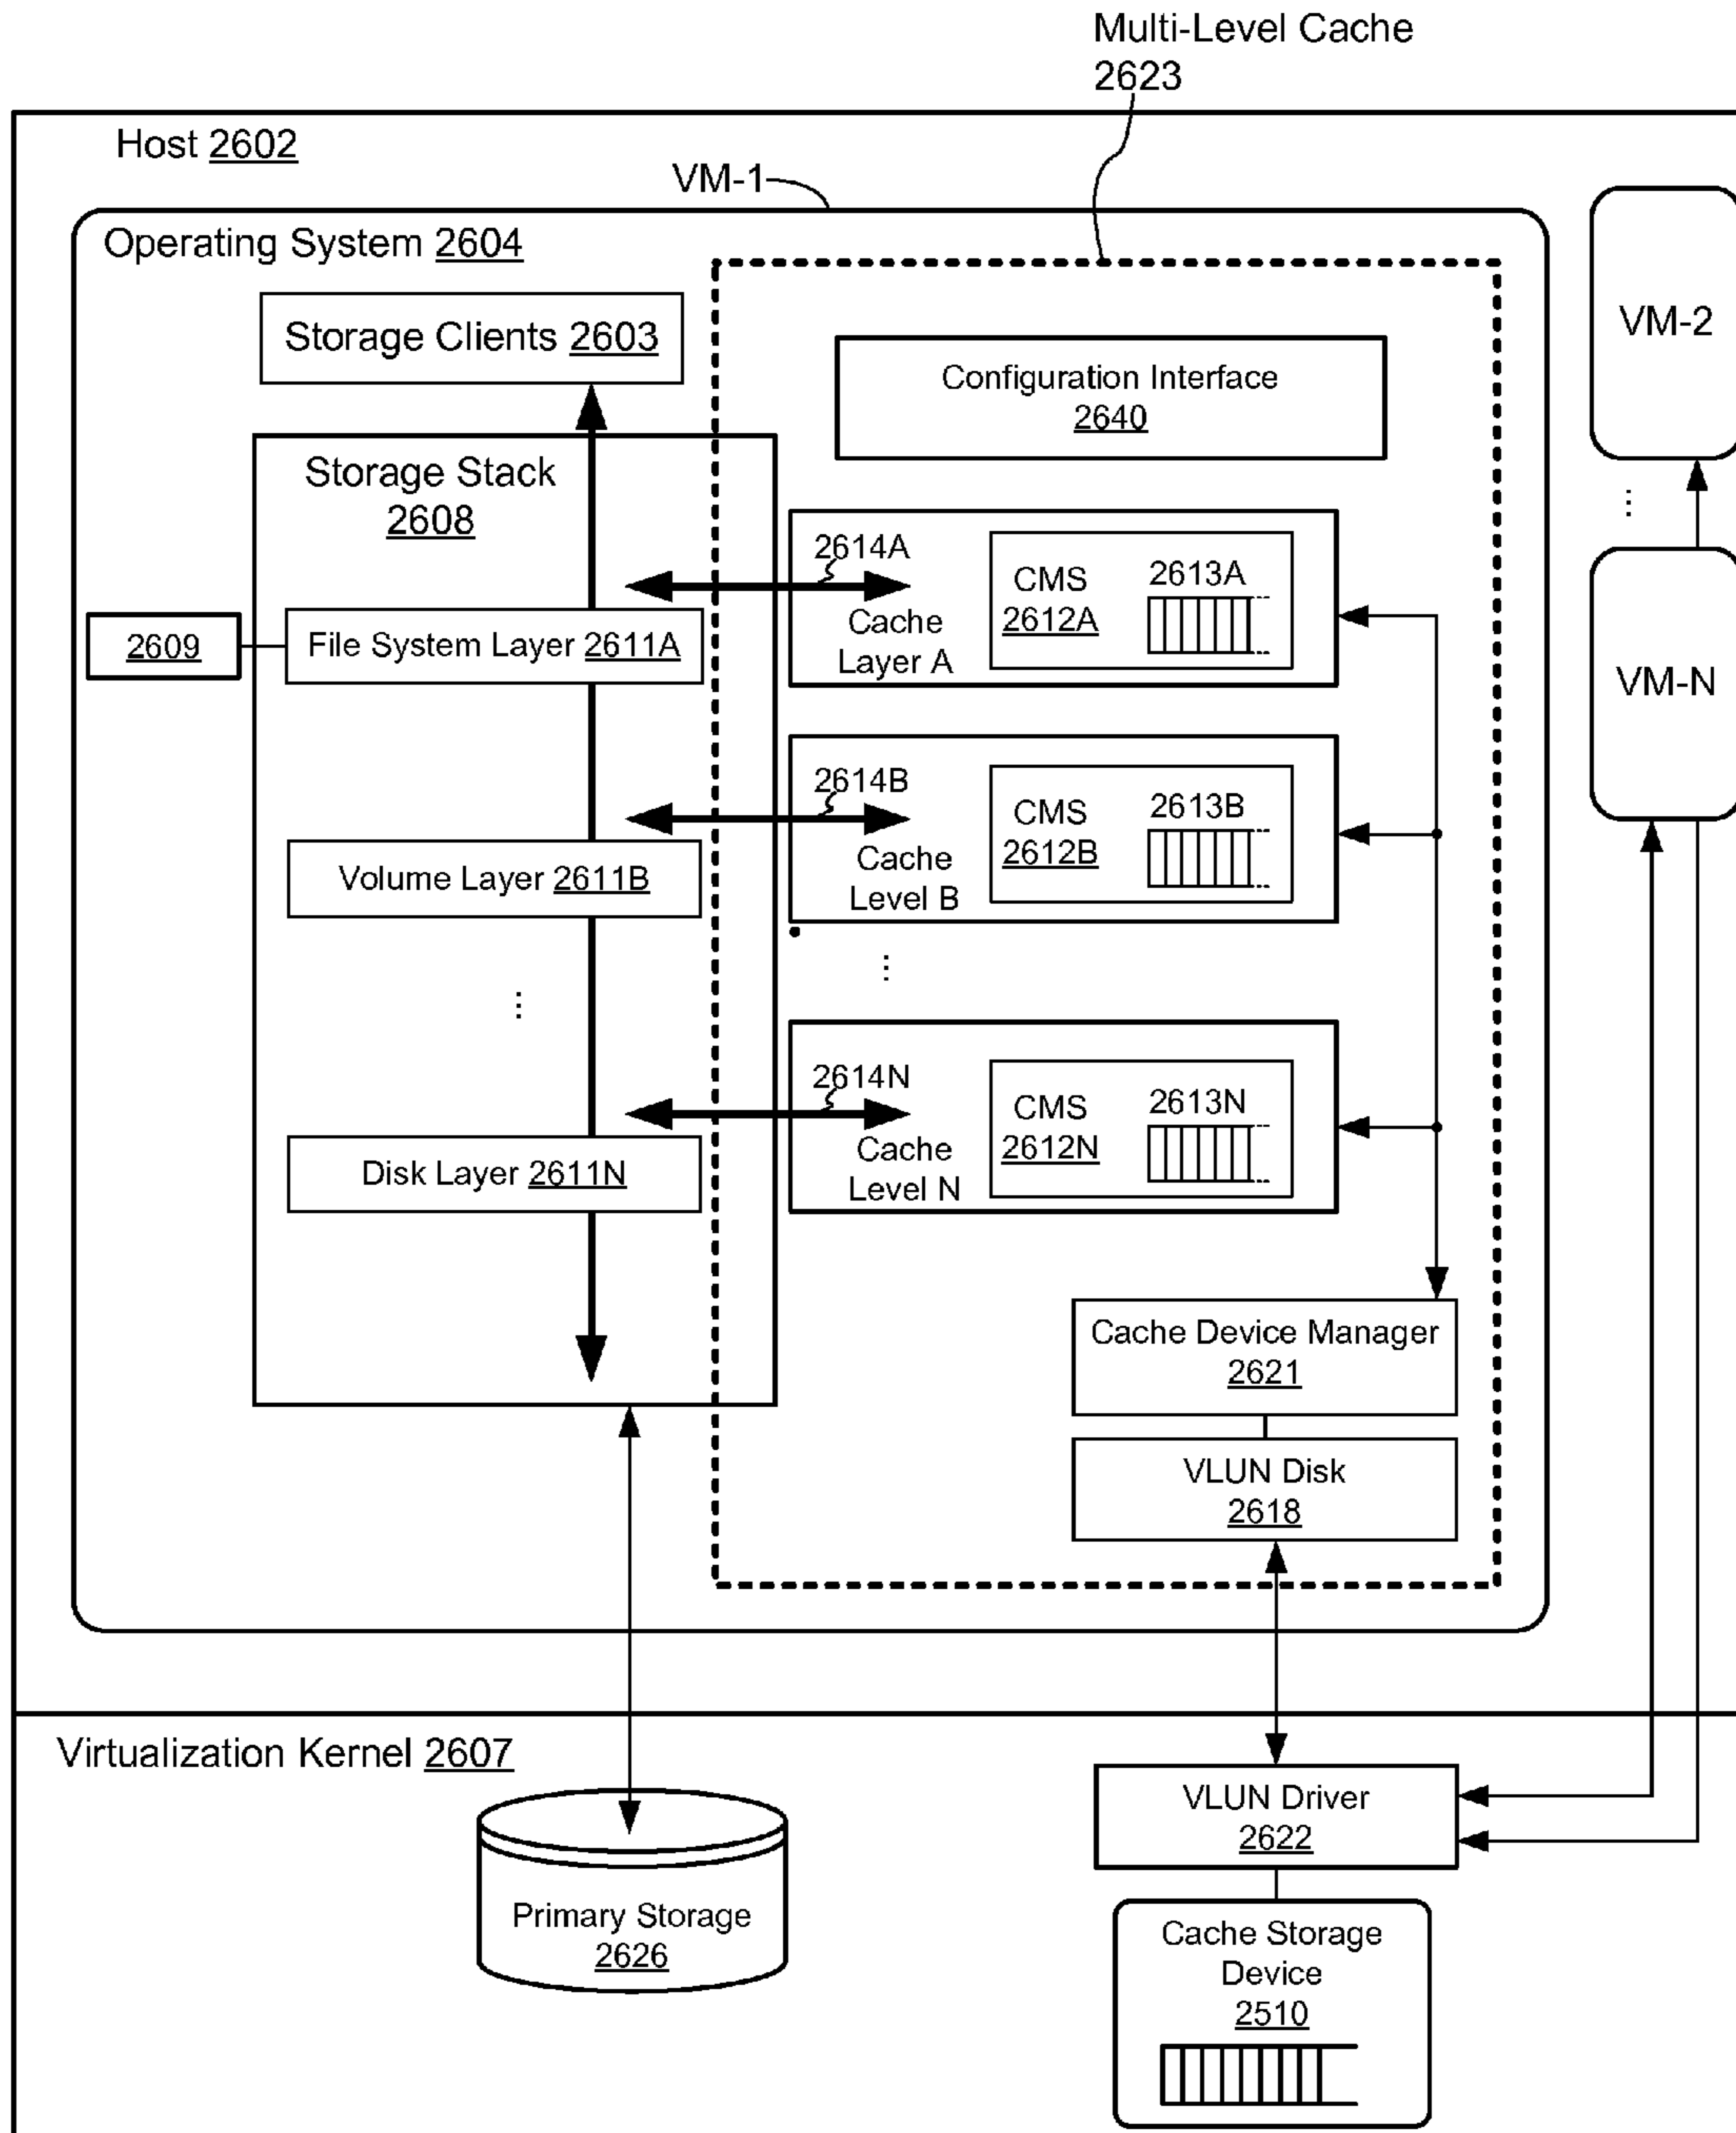 Multi-Level Cache
2623
Host 2602
VM-1
Operating System 2604
Storage Clients 2603
Configuration Interface
2640
VM-2
Storage Stack
2608
⋮
2614A
Cache
Layer A
CMS
2612A
2613A
2609
File System Layer 2611A
VM-N
2614B
Cache
Level B
CMS
2612B
2613B
Volume Layer 2611B
⋮
⋮
2614N
Cache
Level N
CMS
2612N
2613N
Disk Layer 2611N
Cache Device Manager
2621
VLUN Disk
2618
Virtualization Kernel 2607
VLUN Driver
2622
Primary Storage
2626
Cache Storage
Device
2510